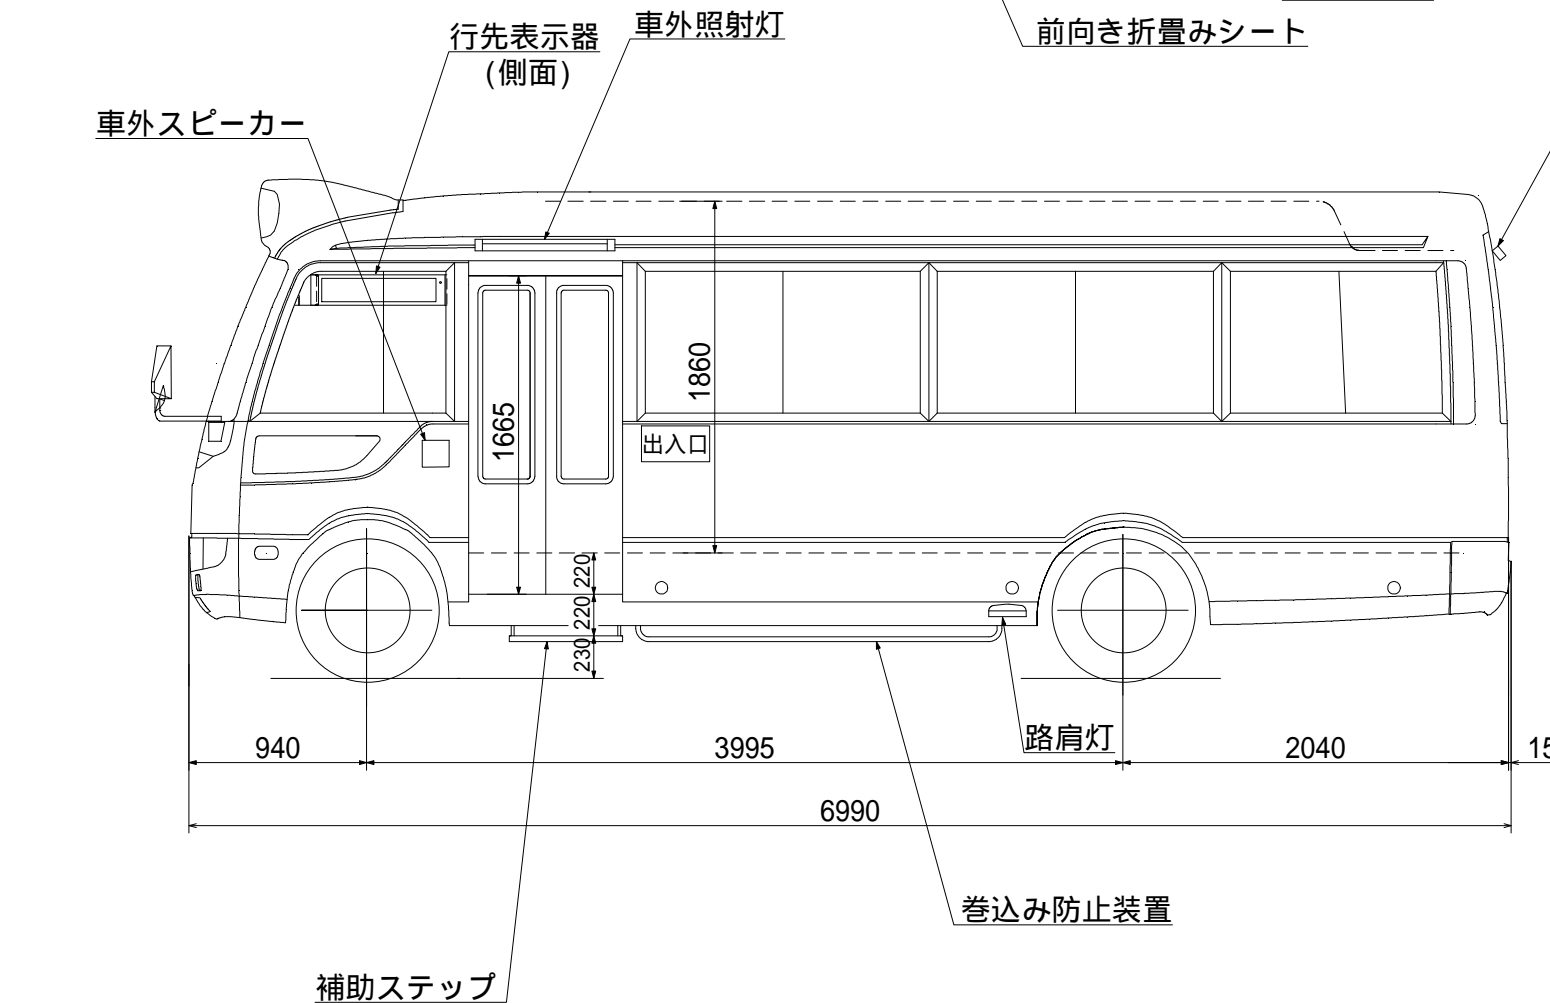 車外照射灯
前向き折畳みシート
行先表示器
(側面)
車外スピーカー
1860
1665
出入口
220
220
230
路肩灯
940
3995
2040
15
6990
巻込み防止装置
補助ステップ